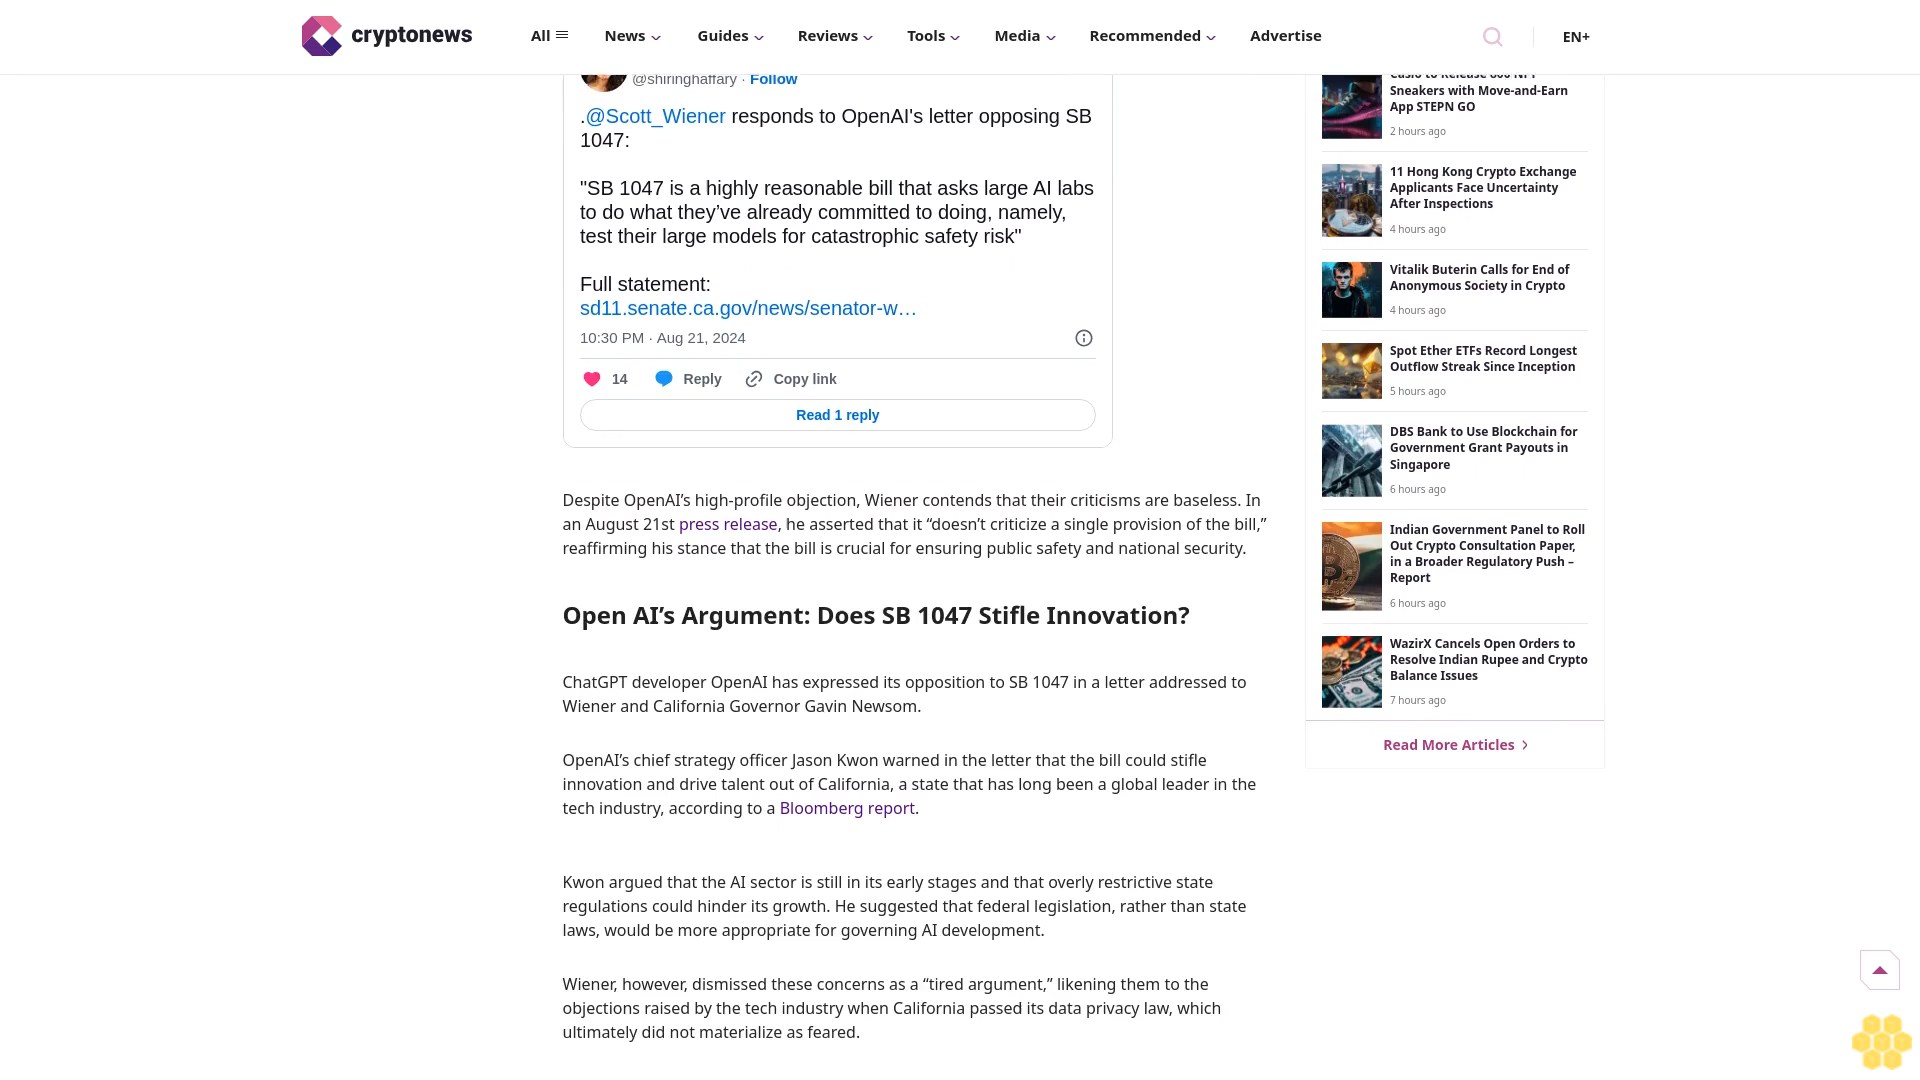 cryptonews
All
News
Guides
Reviews
Tools
Media
Recommended
Advertise
EN+
@shiringhaffary · Follow
.@Scott_Wiener responds to OpenAI's letter opposing SB
1047:
"SB 1047 is a highly reasonable bill that asks large AI labs
to do what they’ve already committed to doing, namely,
test their large models for catastrophic safety risk"
Full statement:
sd11.senate.ca.gov/news/senator-w…
10:30 PM · Aug 21, 2024
14
Reply
Copy link
Read 1 reply
Despite OpenAI’s high-profile objection, Wiener contends that their criticisms are baseless. In
an August 21st press release, he asserted that it “doesn’t criticize a single provision of the bill,”
reaffirming his stance that the bill is crucial for ensuring public safety and national security.
Open AI’s Argument: Does SB 1047 Stifle Innovation?
ChatGPT developer OpenAI has expressed its opposition to SB 1047 in a letter addressed to
Wiener and California Governor Gavin Newsom.
OpenAI’s chief strategy officer Jason Kwon warned in the letter that the bill could stifle
innovation and drive talent out of California, a state that has long been a global leader in the
tech industry, according to a Bloomberg report.
Kwon argued that the AI sector is still in its early stages and that overly restrictive state
regulations could hinder its growth. He suggested that federal legislation, rather than state
laws, would be more appropriate for governing AI development.
Wiener, however, dismissed these concerns as a “tired argument,” likening them to the
objections raised by the tech industry when California passed its data privacy law, which
ultimately did not materialize as feared.
Casio to Release 800 NFT
Sneakers with Move-and-Earn
App STEPN GO
2 hours ago
11 Hong Kong Crypto Exchange
Applicants Face Uncertainty
After Inspections
4 hours ago
Vitalik Buterin Calls for End of
Anonymous Society in Crypto
4 hours ago
Spot Ether ETFs Record Longest
Outflow Streak Since Inception
5 hours ago
DBS Bank to Use Blockchain for
Government Grant Payouts in
Singapore
6 hours ago
Indian Government Panel to Roll
Out Crypto Consultation Paper,
in a Broader Regulatory Push –
Report
6 hours ago
WazirX Cancels Open Orders to
Resolve Indian Rupee and Crypto
Balance Issues
7 hours ago
Read More Articles